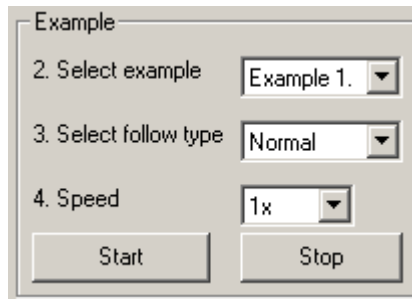 Example
2. Select example Example 1.
3. Select follow type Normal
4. Speed 1x
Start Stop